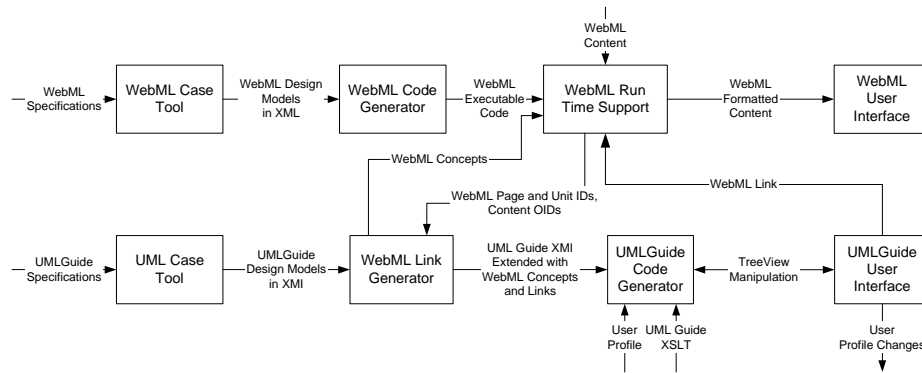 WebML
Content
WebML
Specifications
WebML Case
Tool
WebML Design
Models
in XML
WebML Code
Generator
WebML
Executable
Code
WebML Run
Time Support
WebML
Formatted
Content
WebML
User
Interface
WebML Concepts
WebML Page and Unit IDs,
Content OIDs
WebML Link
UMLGuide
Specifications
UML Case
Tool
UMLGuide
Design Models
in XMI
WebML Link
Generator
UML Guide XMI
Extended with
WebML Concepts
and Links
UMLGuide
Code
Generator
TreeView
Manipulation
UMLGuide
User
Interface
User
Profile
UML Guide
XSLT
User
Profile Changes